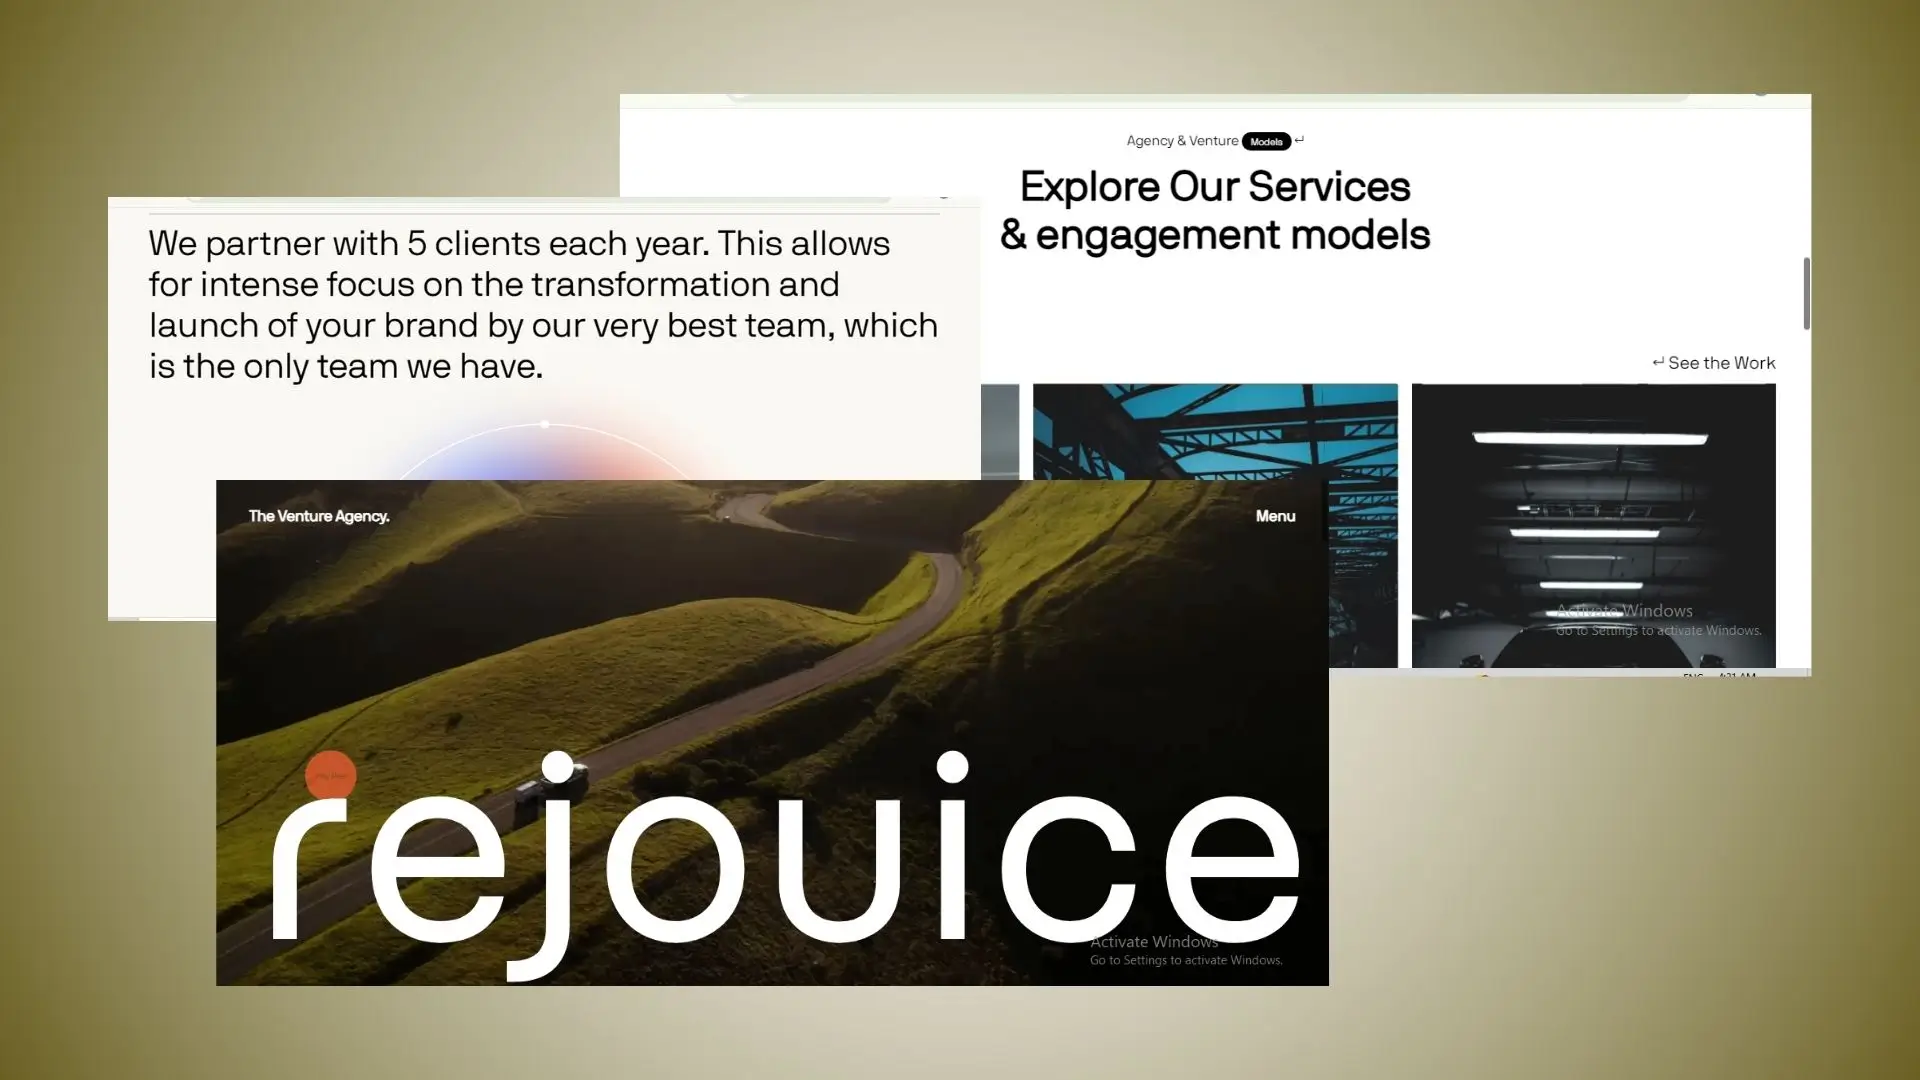 Agency & Venture Models ↵
Explore Our Services
& engagement models
↵ See the Work
We partner with 5 clients each year. This allows
for intense focus on the transformation and
launch of your brand by our very best team, which
is the only team we have.
The Venture Agency.
Menu
rejouice
Activate Windows
Go to Settings to activate Windows.
Activate Windows
Go to Settings to activate Windows.